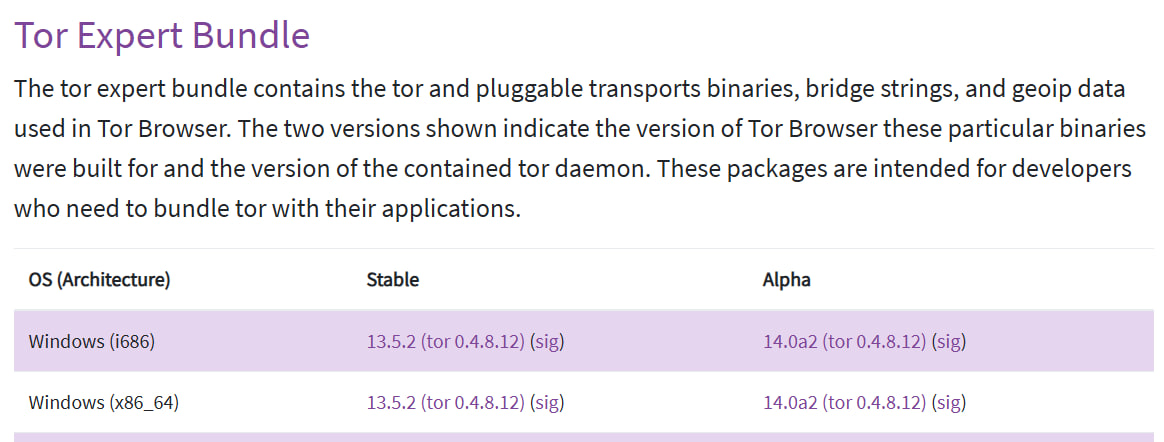 Tor Expert Bundle
The tor expert bundle contains the tor and pluggable transports binaries, bridge strings, and geoip data
used in Tor Browser. The two versions shown indicate the version of Tor Browser these particular binaries
were built for and the version of the contained tor daemon. These packages are intended for developers
who need to bundle tor with their applications.
OS (Architecture) Stable Alpha
Windows (i686) 13.5.2 (tor 0.4.8.12) (sig) 14.0a2 (tor 0.4.8.12) (sig)
Windows (x86_64) 13.5.2 (tor 0.4.8.12) (sig) 14.0a2 (tor 0.4.8.12) (sig)